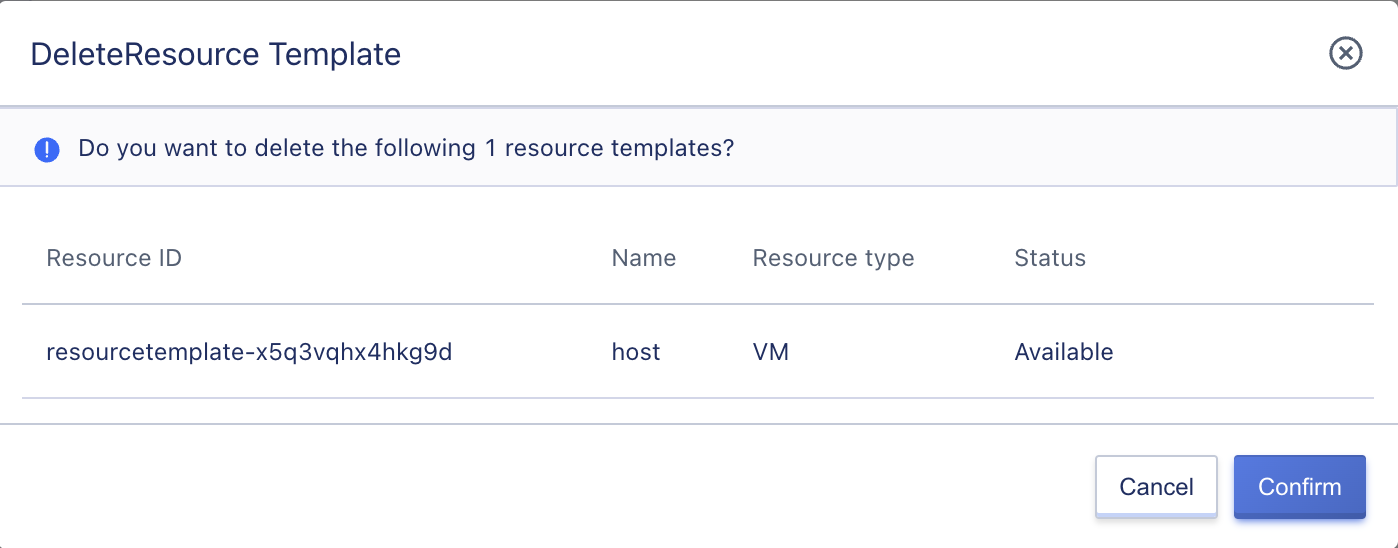 DeleteResource Template
Do you want to delete the following 1 resource templates?
Resource ID Name Resource type Status
resourcetemplate-x5q3vqhx4hkg9d host VM Available
Cancel Confirm